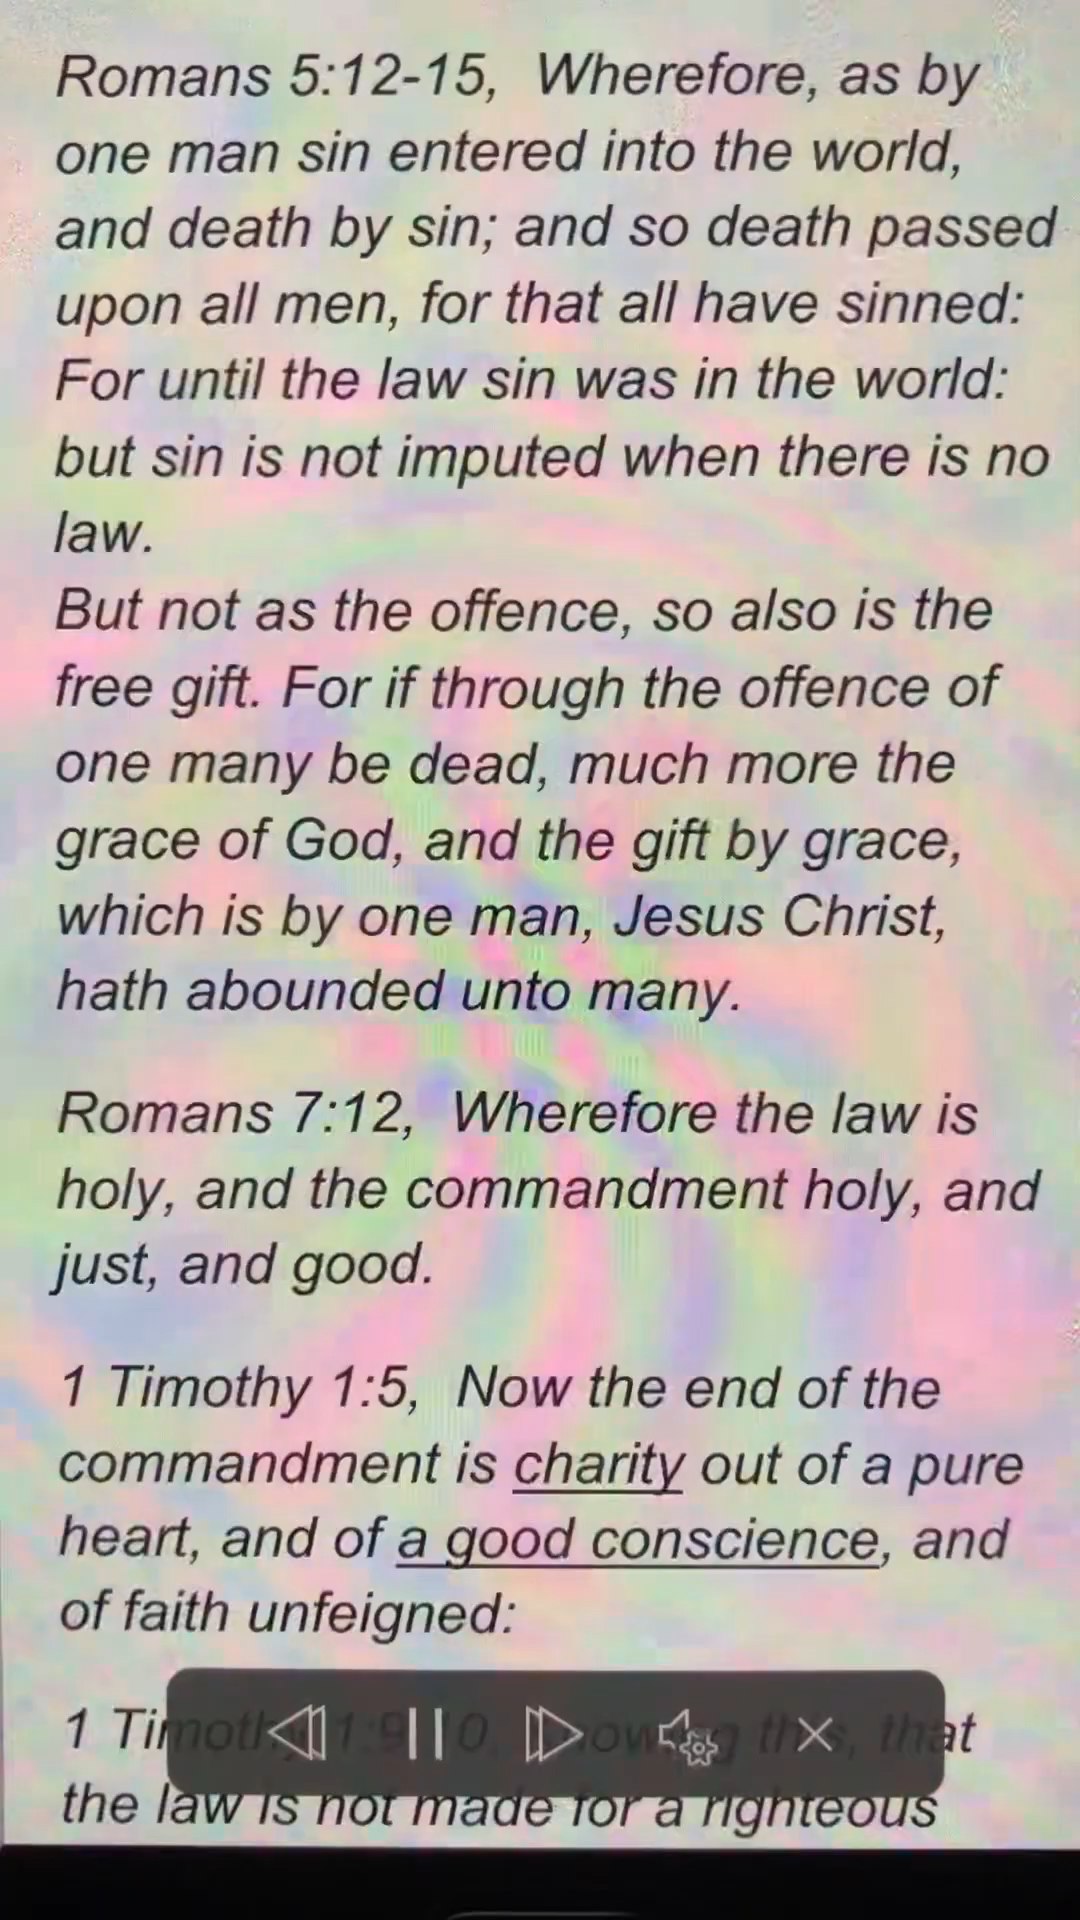 Romans 5:12-15, Wherefore, as by
one man sin entered into the world,
and death by sin; and so death passed
upon all men, for that all have sinned:
For until the law sin was in the world:
but sin is not imputed when there is no
law.
But not as the offence, so also is the
free gift. For if through the offence of
one many be dead, much more the
grace of God, and the gift by grace,
which is by one man, Jesus Christ,
hath abounded unto many.
Romans 7:12, Wherefore the law is
holy, and the commandment holy, and
just, and good.
1 Timothy 1:5, Now the end of the
commandment is charity out of a pure
heart, and of a good conscience, and
of faith unfeigned:
1 Timothy that
the law is not made for a righteous